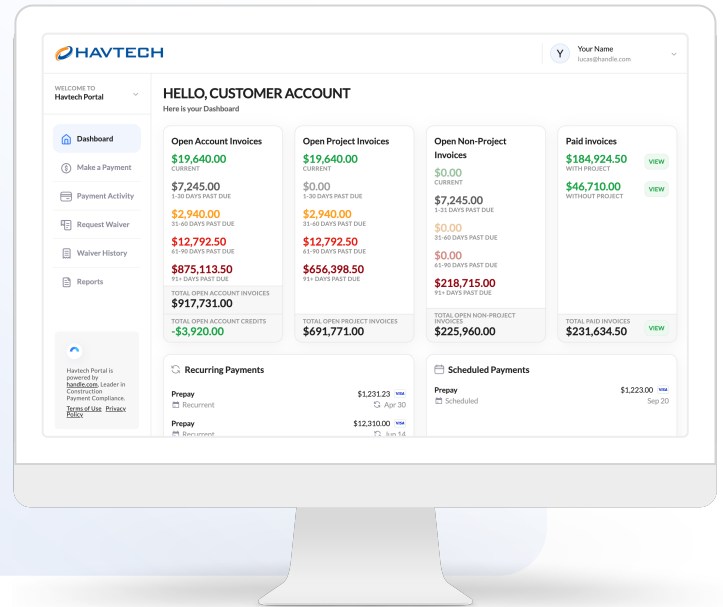 HAVTECH
Y
Your Name
lucas@handle.com
WELCOME TO
Havtech Portal
HELLO, CUSTOMER ACCOUNT
Here is your Dashboard
Dashboard
Make a Payment
Payment Activity
Request Waiver
Waiver History
Reports
Havtech Portal is
powered by
handle.com, Leader in
Construction
Payment Compliance.
Terms of Use Privacy
Policy
Open Account Invoices
$19,640.00
CURRENT
$7,245.00
1-30 DAYS PAST DUE
$2,940.00
31-60 DAYS PAST DUE
$12,792.50
61-90 DAYS PAST DUE
$875,113.50
91+ DAYS PAST DUE
TOTAL OPEN ACCOUNT INVOICES
$917,731.00
TOTAL OPEN ACCOUNT CREDITS
-$3,920.00
Open Project Invoices
$19,640.00
CURRENT
$0.00
1-30 DAYS PAST DUE
$2,940.00
31-60 DAYS PAST DUE
$12,792.50
61-90 DAYS PAST DUE
$656,398.50
91+ DAYS PAST DUE
TOTAL OPEN PROJECT INVOICES
$691,771.00
Open Non-Project
Invoices
$0.00
CURRENT
$7,245.00
1-31 DAYS PAST DUE
$0.00
31-60 DAYS PAST DUE
$0.00
61-90 DAYS PAST DUE
$218,715.00
91+ DAYS PAST DUE
TOTAL OPEN NON-PROJECT
INVOICES
$225,960.00
Paid invoices
$184,924.50 VIEW
WITH PROJECT
$46,710.00 VIEW
WITHOUT PROJECT
TOTAL PAID INVOICES
$231,634.50 VIEW
Recurring Payments
Prepay $1,231.23 VISA
Recurrent Apr 30
Prepay $12,310.00 VISA
Recurrent Jun 14
Scheduled Payments
Prepay $1,223.00 VISA
Scheduled Sep 20